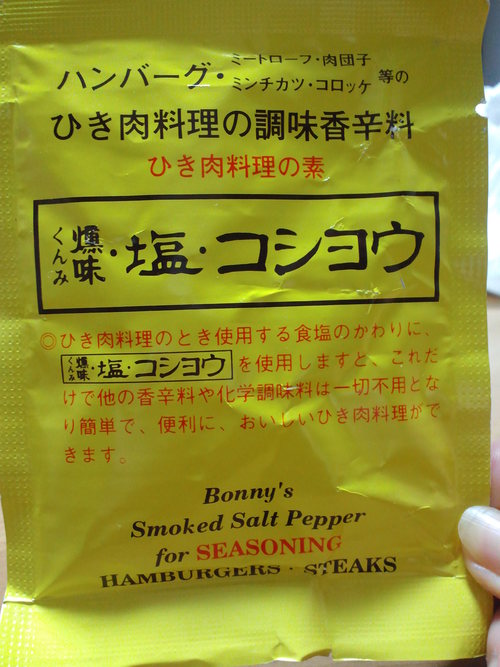 ハンバーグ・ミートローフ・肉団子
ミンチカツ・コロッケ 等の
ひき肉料理の調味香辛料
ひき肉料理の素
燻味・塩・コショウ
くんみ
◎ひき肉料理のとき使用する食塩のかわりに、
燻味・塩・コショウ を使用しますと、これだ
くんみ
けで他の香辛料や化学調味料は一切不用とな
り簡単で、便利に、おいしいひき肉料理がで
きます。
Bonny's
Smoked Salt Pepper
for SEASONING
HAMBURGERS・STEAKS